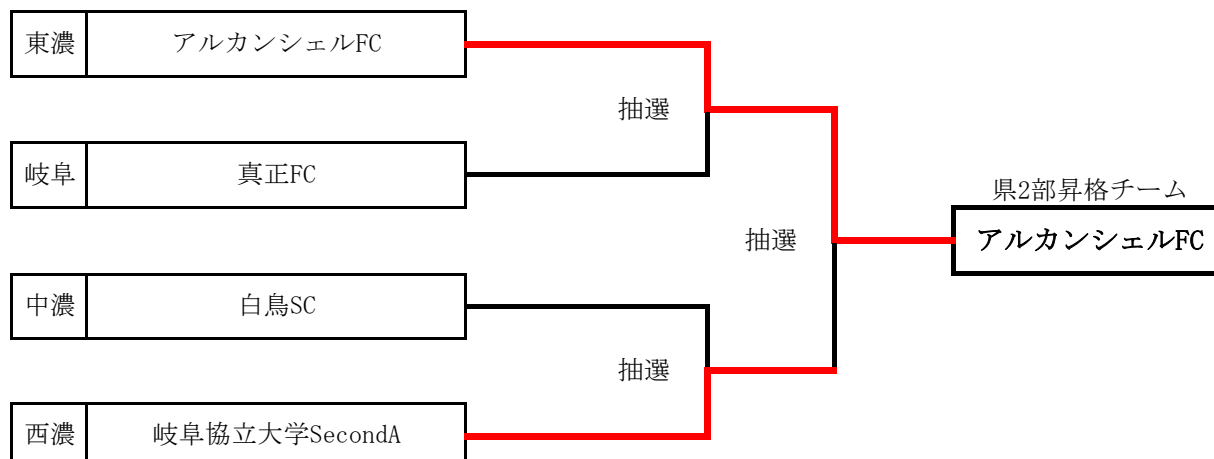 東濃 アルカンシェルFC
抽選
岐阜 真正FC
県2部昇格チーム
抽選 アルカンシェルFC
中濃 白鳥SC
抽選
西濃 岐阜協立大学SecondA